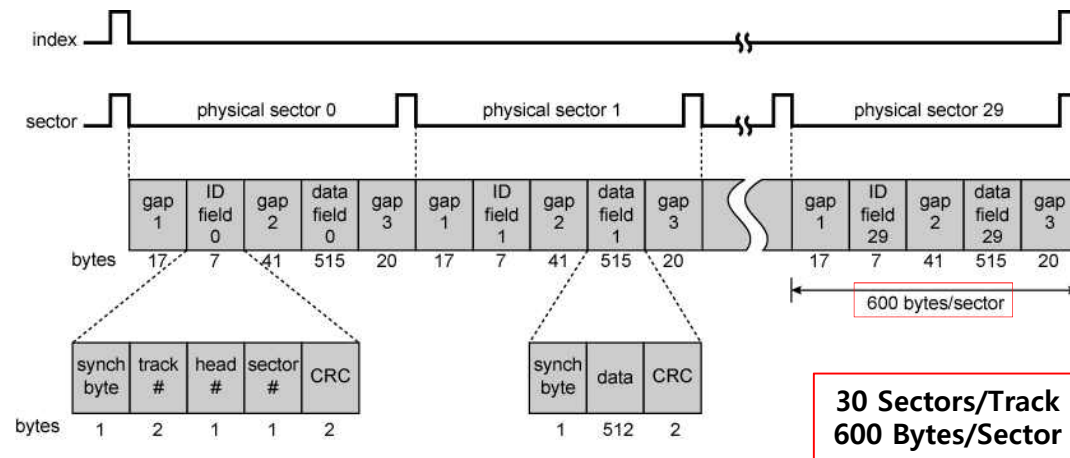 index
sector
physical sector 0 physical sector 1 physical sector 29
gap 1 ID field 0 gap 2 data field 0 gap 3 gap 1 ID field 1 gap 2 data field 1 gap 3 gap 1 ID field 29 gap 2 data field 29 gap 3
bytes 17 7 41 515 20 17 7 41 515 20 17 7 41 515 20
600 bytes/sector
synch byte track # head # sector # CRC synch byte data CRC
bytes 1 2 1 1 2 1 512 2
30 Sectors/Track
600 Bytes/Sector